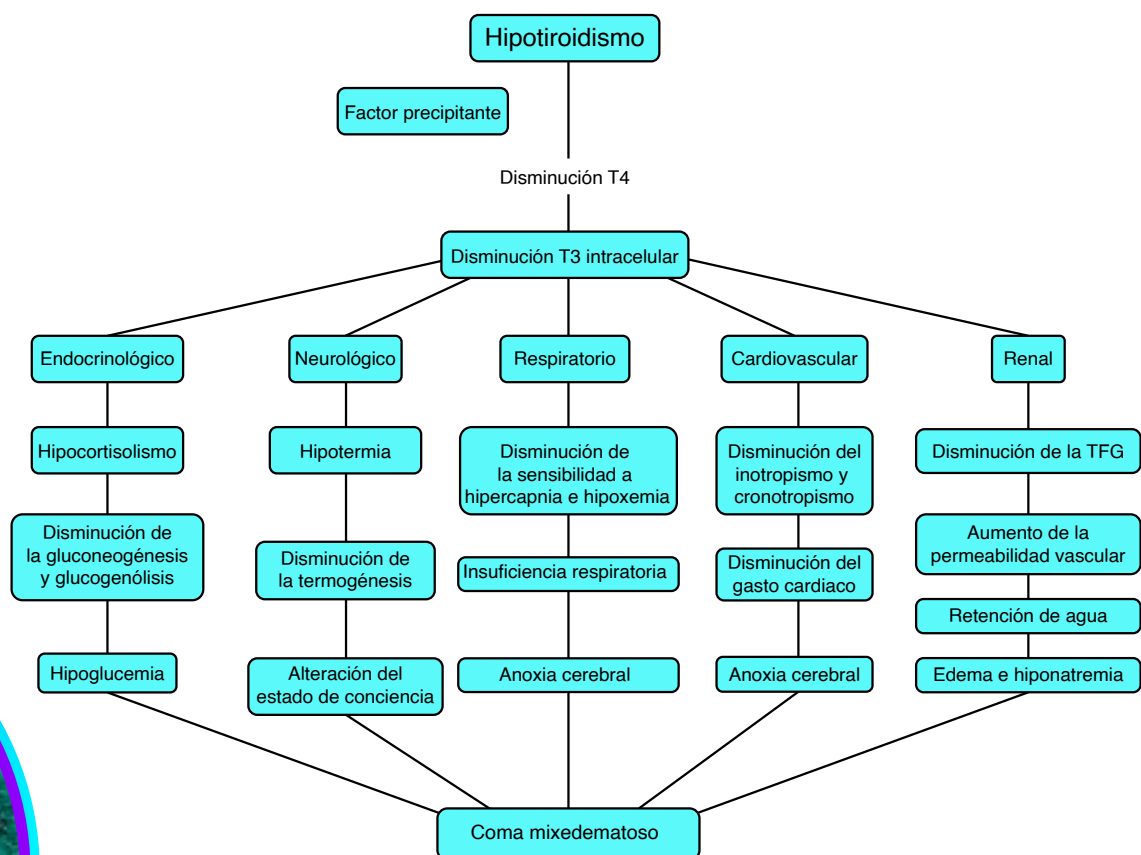 Hipotiroidismo
Factor precipitante
Disminución T4
Disminución T3 intracelular
Endocrinológico
Neurológico
Respiratorio
Cardiovascular
Renal
Hipocortisolismo
Hipotermia
Disminución de
la sensibilidad a
hipercapnia e hipoxemia
Disminución del
inotropismo y
cronotropismo
Disminución de la TFG
Disminución de
la gluconeogénesis
y glucogenólisis
Disminución de
la termogénesis
Insuficiencia respiratoria
Disminución del
gasto cardiaco
Aumento de la
permeabilidad vascular
Retención de agua
Hipoglucemia
Alteración del
estado de conciencia
Anoxia cerebral
Anoxia cerebral
Edema e hiponatremia
Coma mixedematoso